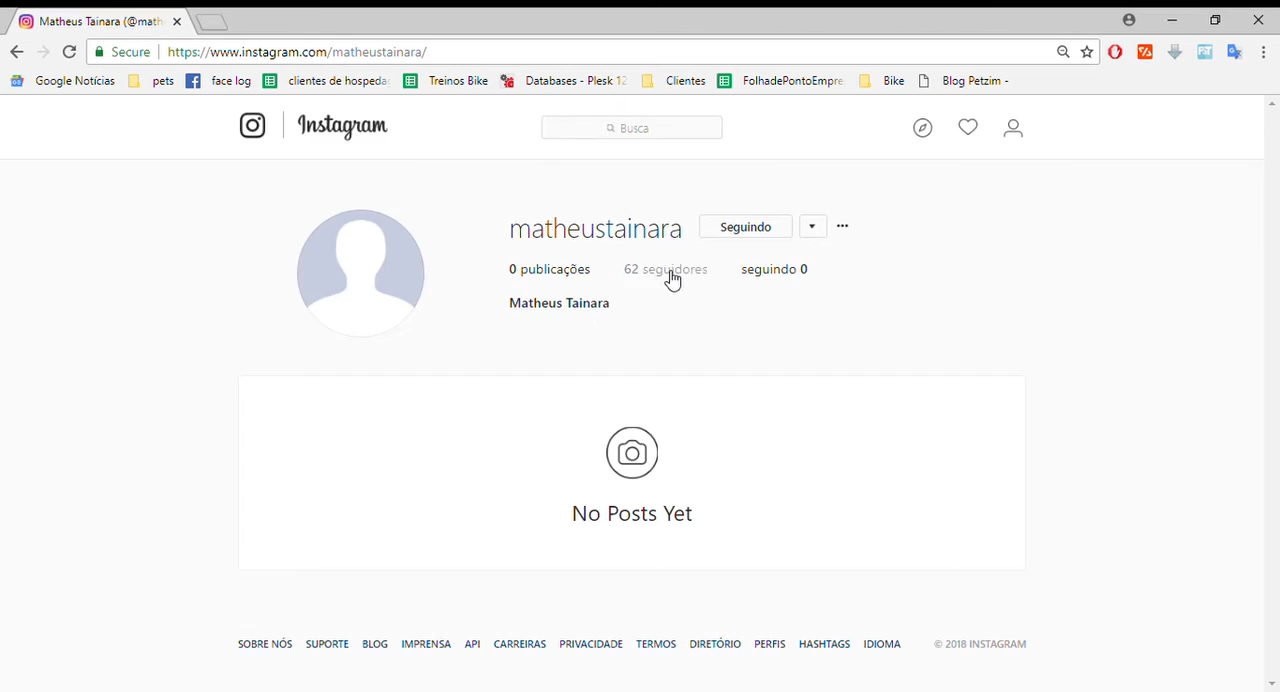 Matheus Tainara (@math
Secure | https://www.instagram.com/matheustainara/
Google Notícias pets face log clientes de hospeda Treinos Bike Databases - Plesk 12 Clientes FolhadePontoEmpre Bike Blog Petzim -
Instagram Busca
matheustainara Seguindo
0 publicações 62 seguidores seguindo 0
Matheus Tainara
No Posts Yet
SOBRE NÓS SUPORTE BLOG IMPRENSA API CARREIRAS PRIVACIDADE TERMOS DIRETÓRIO PERFIS HASHTAGS IDIOMA © 2018 INSTAGRAM